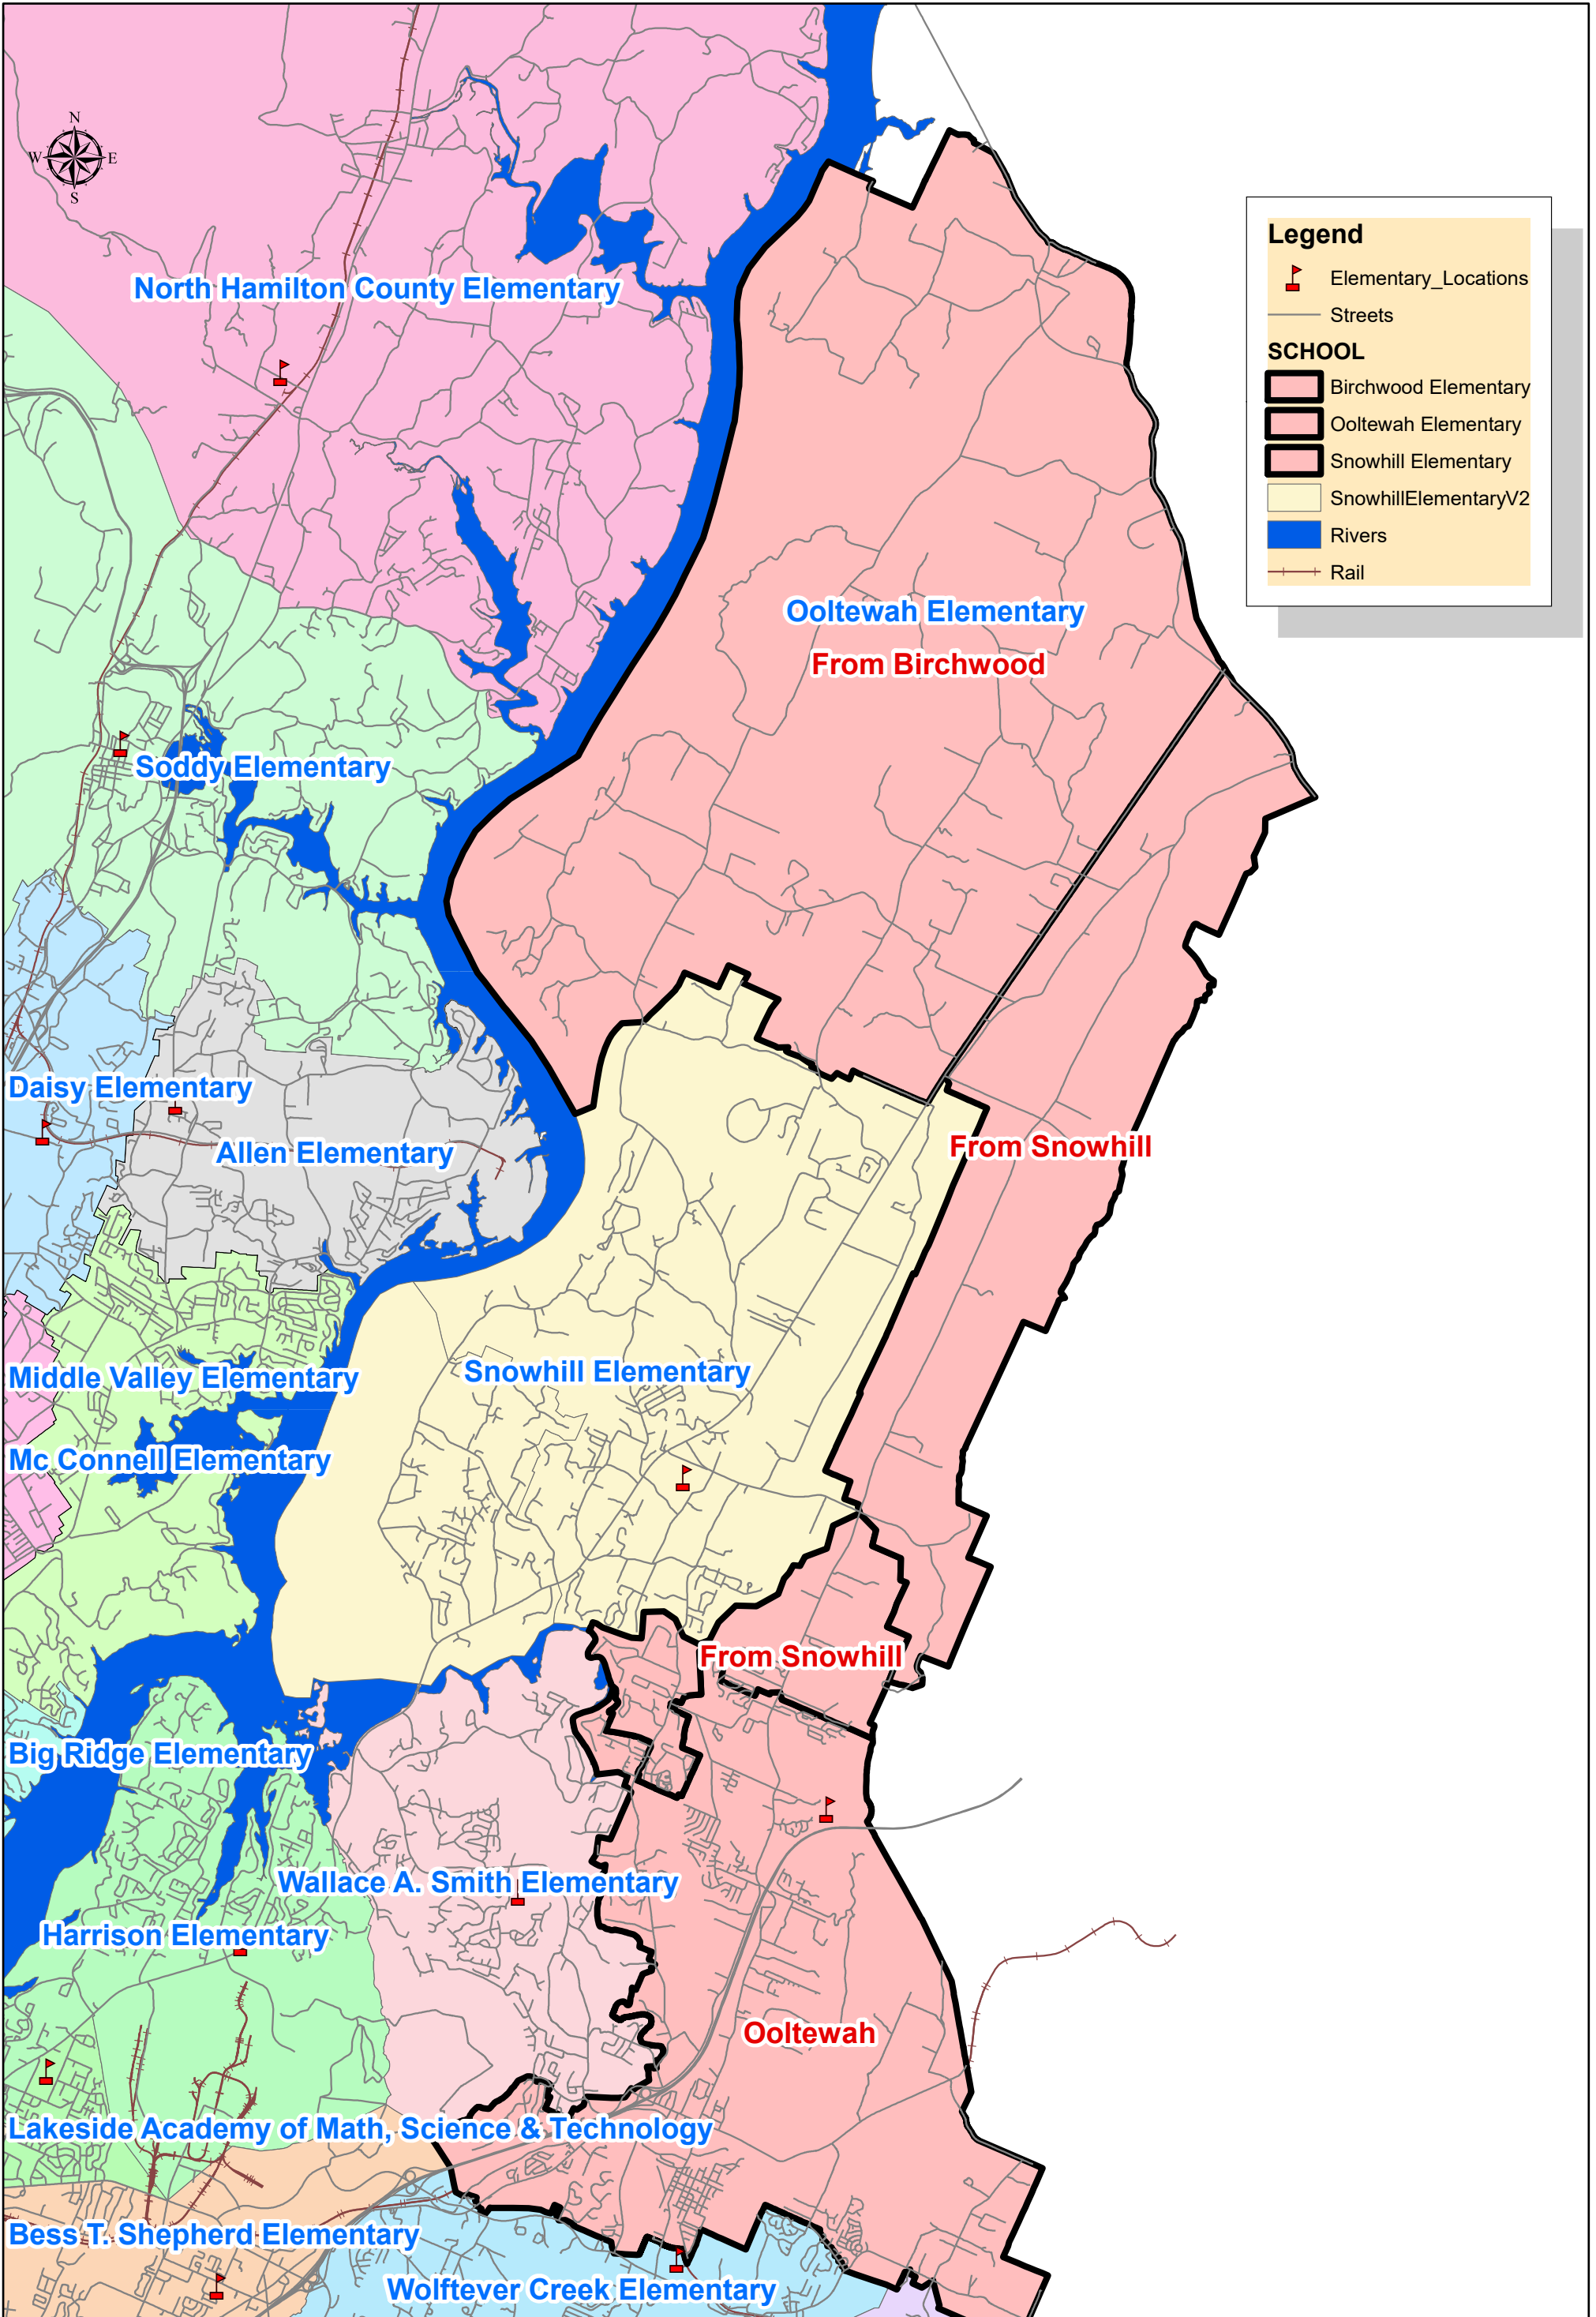 N
W E
S
Legend
Elementary_Locations
Streets
SCHOOL
Birchwood Elementary
Ooltewah Elementary
Snowhill Elementary
SnowhillElementaryV2
Rivers
Rail
North Hamilton County Elementary
Ooltewah Elementary
From Birchwood
Soddy Elementary
Daisy Elementary
Allen Elementary
From Snowhill
Snowhill Elementary
Middle Valley Elementary
Mc Connell Elementary
From Snowhill
Big Ridge Elementary
Wallace A. Smith Elementary
Harrison Elementary
Ooltewah
Lakeside Academy of Math, Science & Technology
Bess T. Shepherd Elementary
Wolftever Creek Elementary